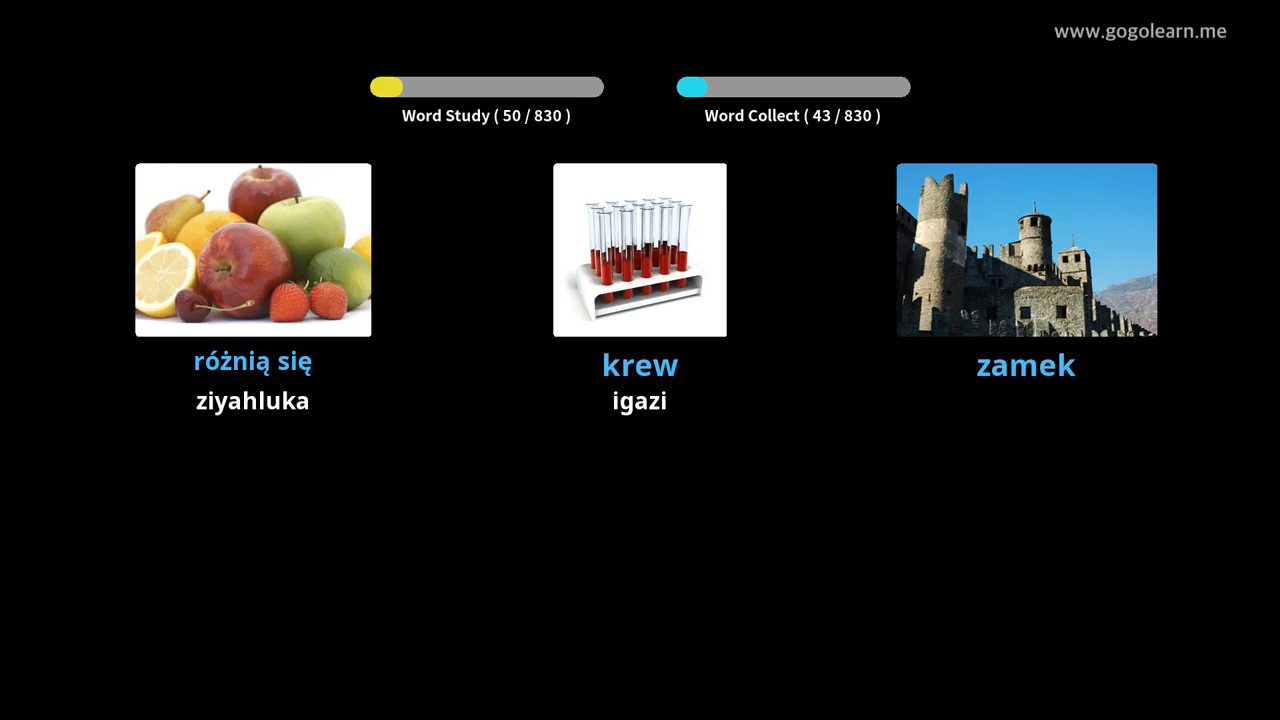 www.gogolearn.me
Word Study ( 50 / 830 )
Word Collect ( 43 / 830 )
różnią się
krew
zamek
ziyahluka
igazi